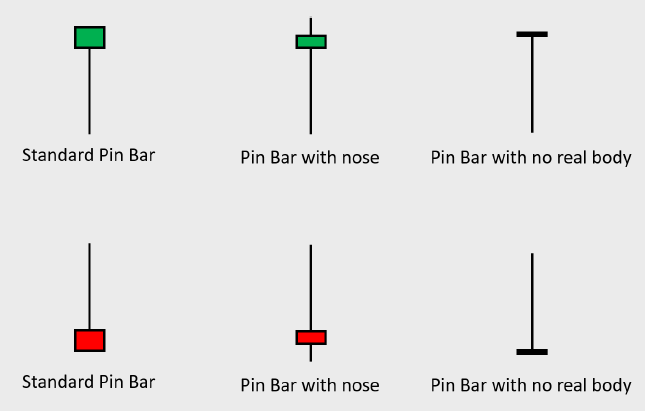 Standard Pin Bar
Pin Bar with nose
Pin Bar with no real body
Standard Pin Bar
Pin Bar with nose
Pin Bar with no real body